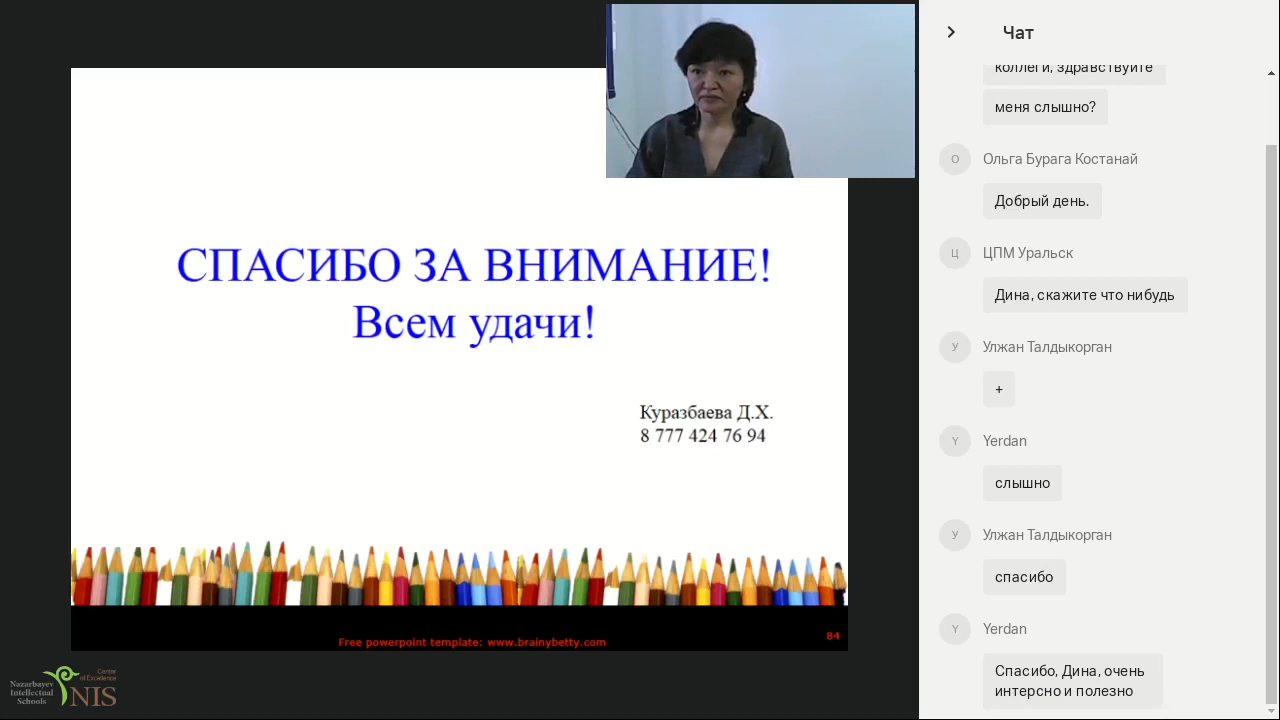 СПАСИБО ЗА ВНИМАНИЕ!
Всем удачи!
Куразбаева Д.Х.
8 777 424 76 94
Free powerpoint template: www.brainybetty.com
84
Nazarbayev
Intellectual
Schools
Center
of Excellence
NIS
Чат
коллеги, здравствуйте
меня слышно?
О
Ольга Бурага Костанай
Добрый день.
Ц
ЦПМ Уральск
Дина, скажите что нибудь
У
Улжан Талдыкорган
+
Y
Yerdan
слышно
У
Улжан Талдыкорган
спасибо
Y
Yerdan
Спасибо, Дина, очень
интерсно и полезно